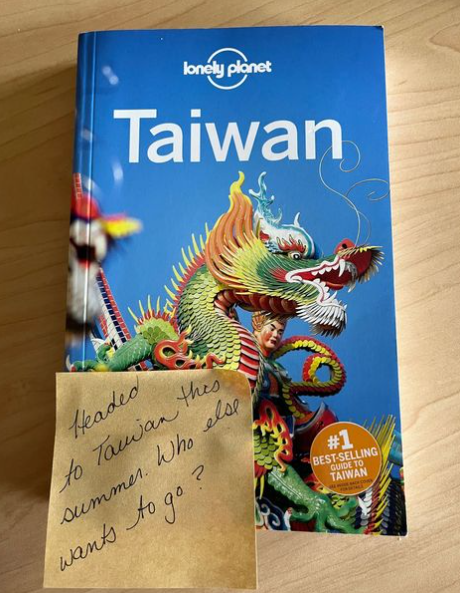 lonely planet
Taiwan
#1
BEST-SELLING
GUIDE TO
TAIWAN
Headed
to Taiwan this
summer. Who else
wants to go?